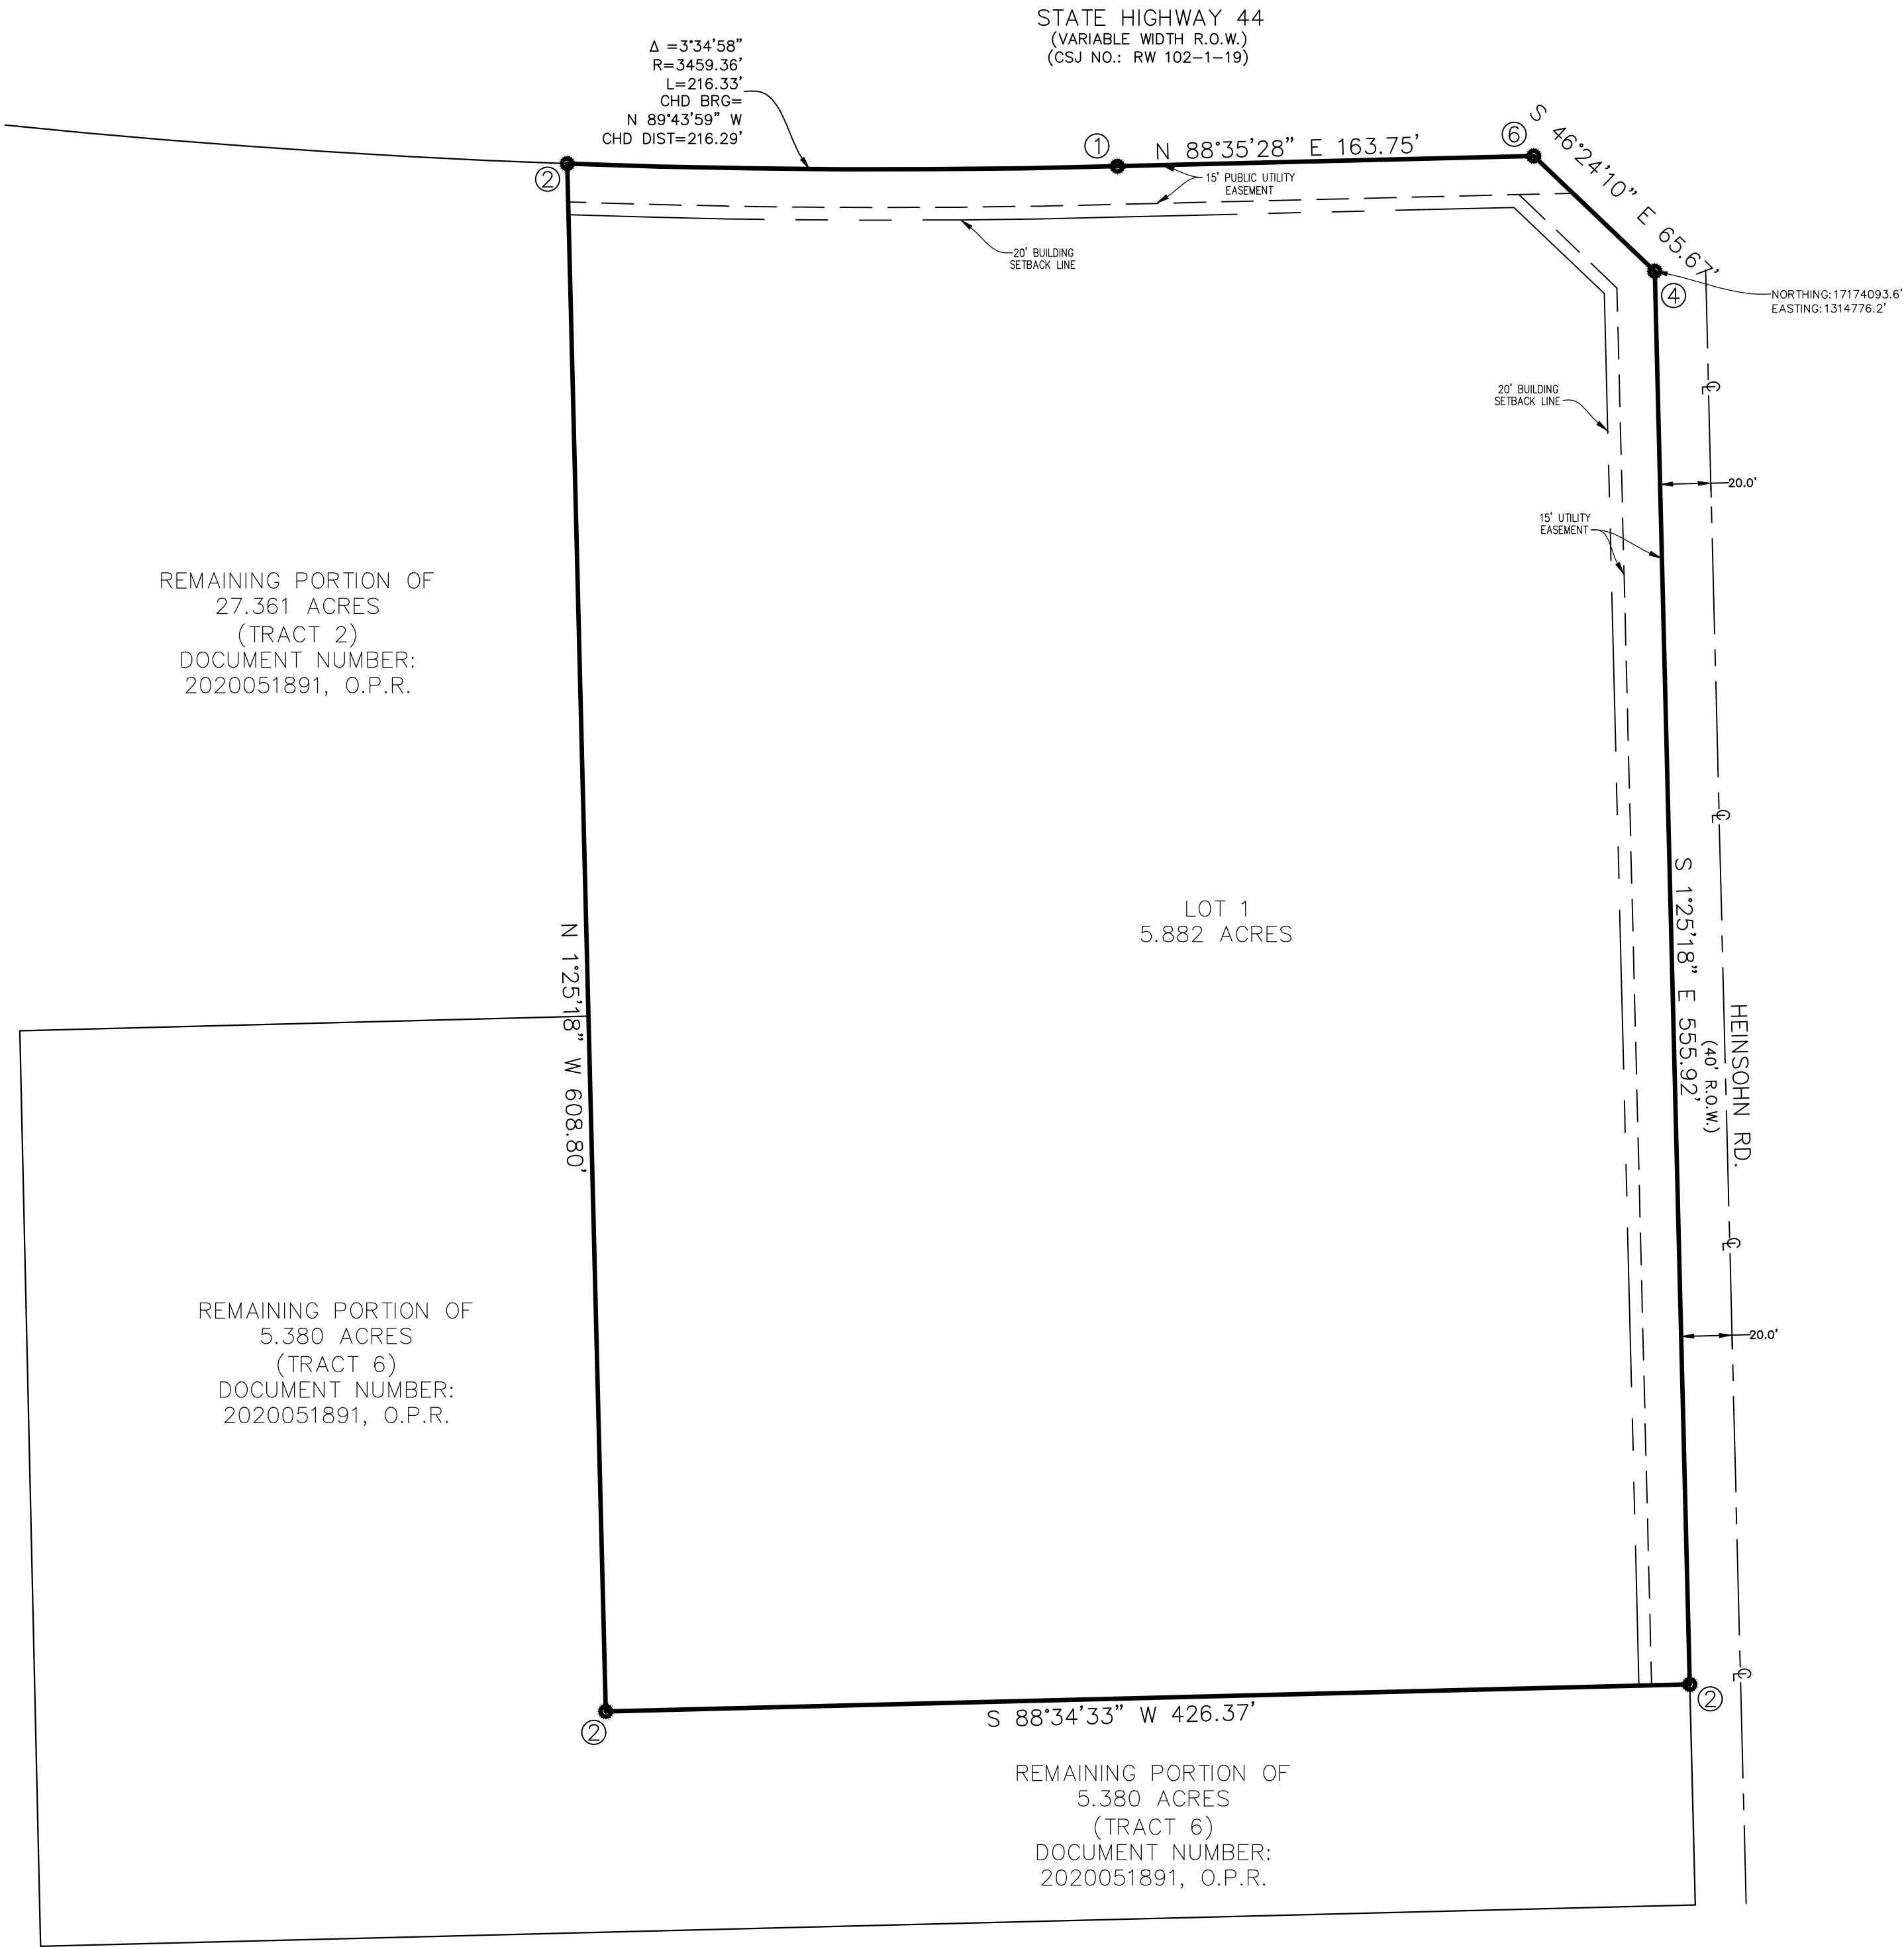 STATE HIGHWAY 44
(VARIABLE WIDTH R.O.W.)
(CSJ NO.: RW 102-1-19)
Δ =3°34'58"
R=3459.36'
L=216.33'
CHD BRG=
N 89°43'59" W
CHD DIST=216.29'
2
1
N 88°35'28" E 163.75'
6
S 46°24'10" E 65.67'
15' PUBLIC UTILITY
EASEMENT
20' BUILDING
SETBACK LINE
4
NORTHING: 17174093.6'
EASTING: 1314776.2'
20' BUILDING
SETBACK LINE
℄
20.0'
15' UTILITY
EASEMENT
REMAINING PORTION OF
27.361 ACRES
(TRACT 2)
DOCUMENT NUMBER:
2020051891, O.P.R.
℄
LOT 1
5.882 ACRES
N 1°25'18" W 608.80'
S 1°25'18" E 555.92'
HEINSOHN RD.
(40' R.O.W.)
℄
20.0'
REMAINING PORTION OF
5.380 ACRES
(TRACT 6)
DOCUMENT NUMBER:
2020051891, O.P.R.
℄
2
2
S 88°34'33" W 426.37'
REMAINING PORTION OF
5.380 ACRES
(TRACT 6)
DOCUMENT NUMBER:
2020051891, O.P.R.